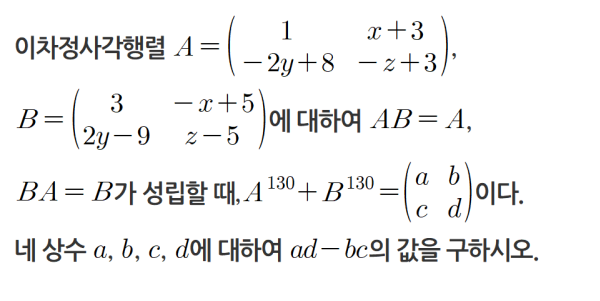 이차정사각행렬 A = ( 1 x+3 ; −2y+8 −z+3 ),
B = ( 3 −x+5 ; 2y−9 z−5 )에 대하여 AB = A,
BA = B가 성립할 때, A^130 + B^130 = ( a b ; c d )이다.
네 상수 a, b, c, d에 대하여 ad − bc의 값을 구하시오.